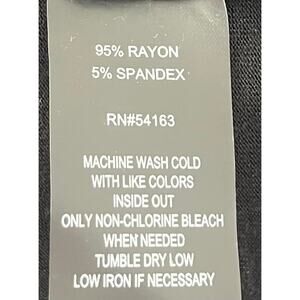 95% RAYON
5% SPANDEX
RN#54163
MACHINE WASH COLD
WITH LIKE COLORS
INSIDE OUT
ONLY NON-CHLORINE BLEACH
WHEN NEEDED
TUMBLE DRY LOW
LOW IRON IF NECESSARY